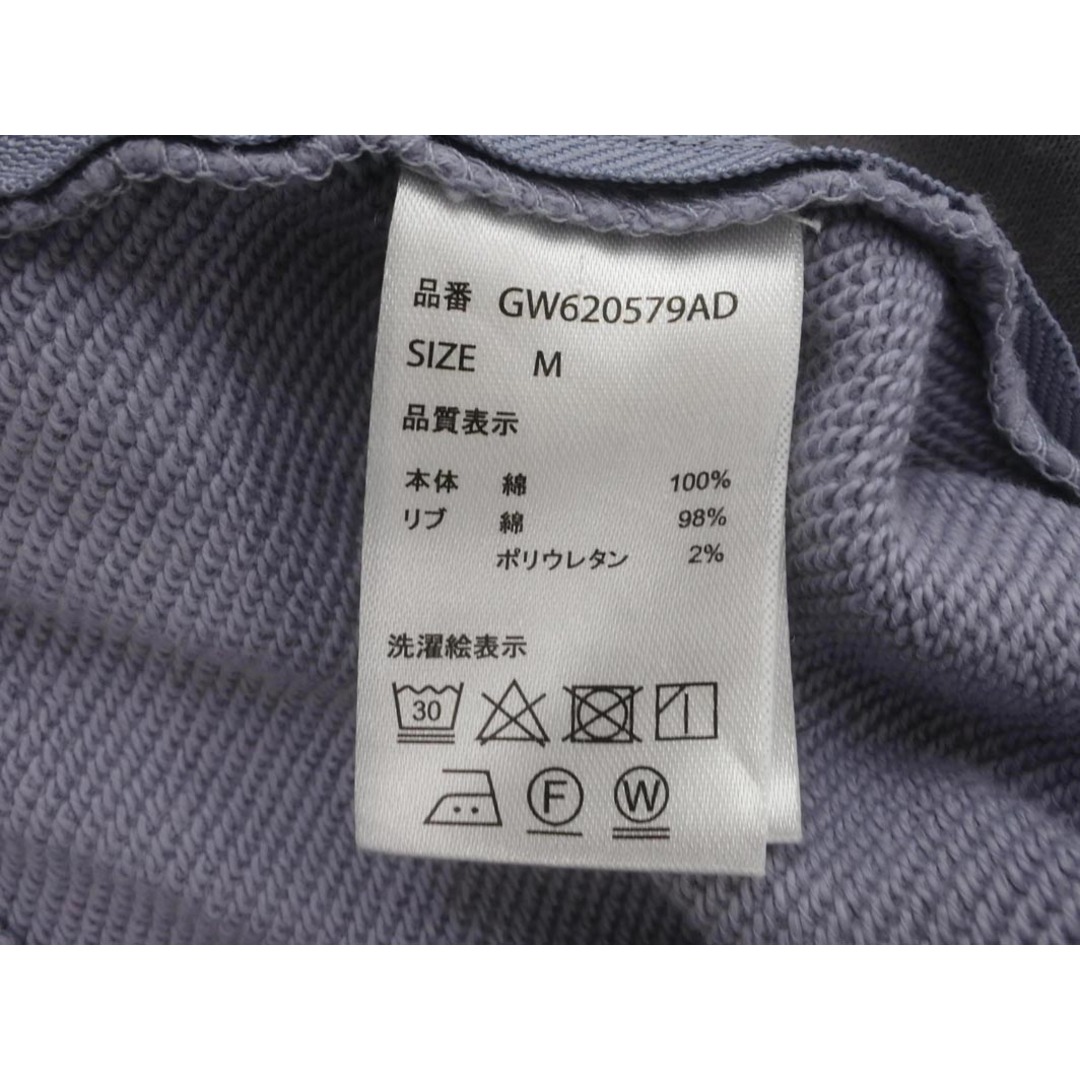 品番 GW620579AD
SIZE M
品質表示
本体 綿 100%
リブ 綿 98%
ポリウレタン 2%
洗濯絵表示
30
F W